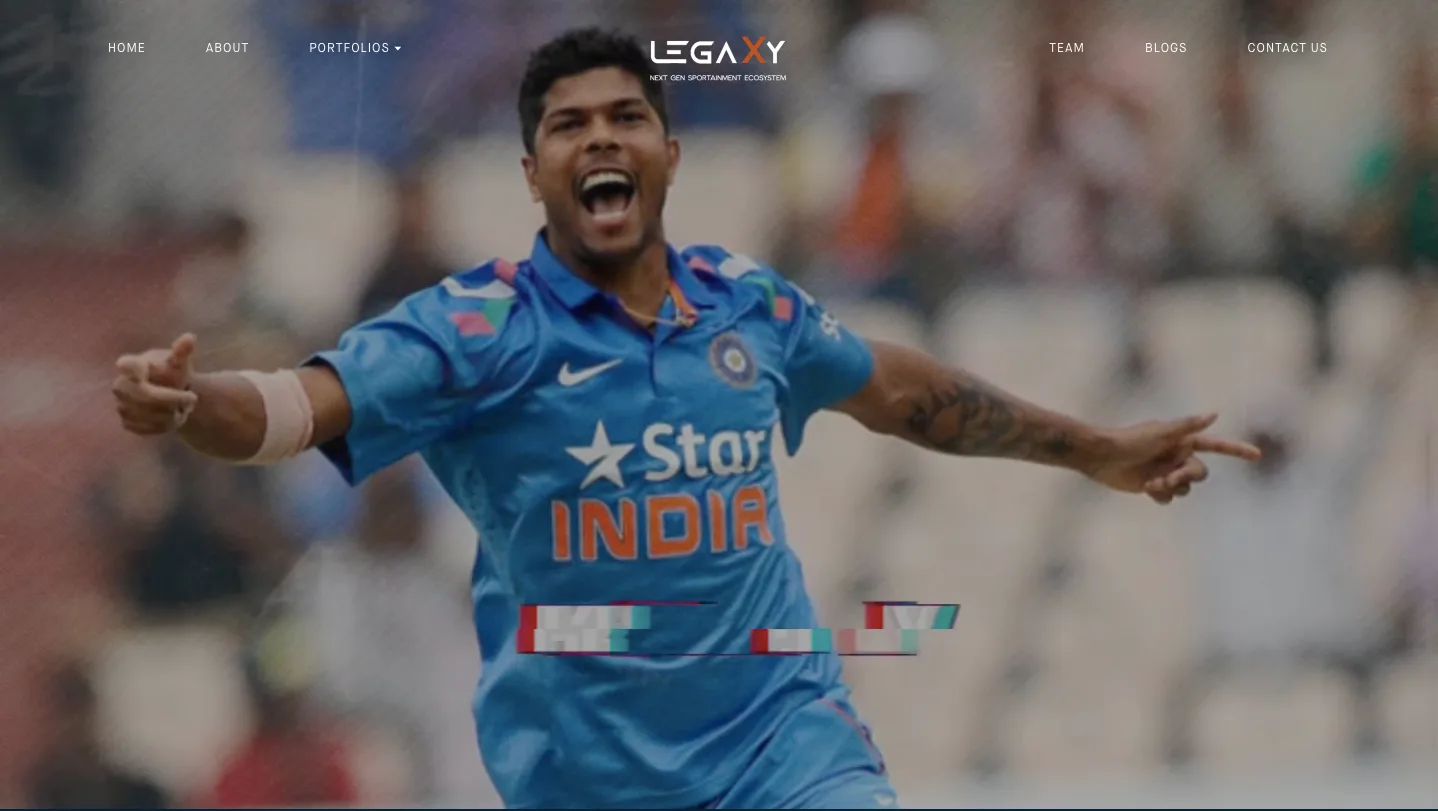 HOME
ABOUT
PORTFOLIOS
LEGAXY
NEXT GEN SPORTAINMENT ECOSYSTEM
TEAM
BLOGS
CONTACT US
Star
INDIA